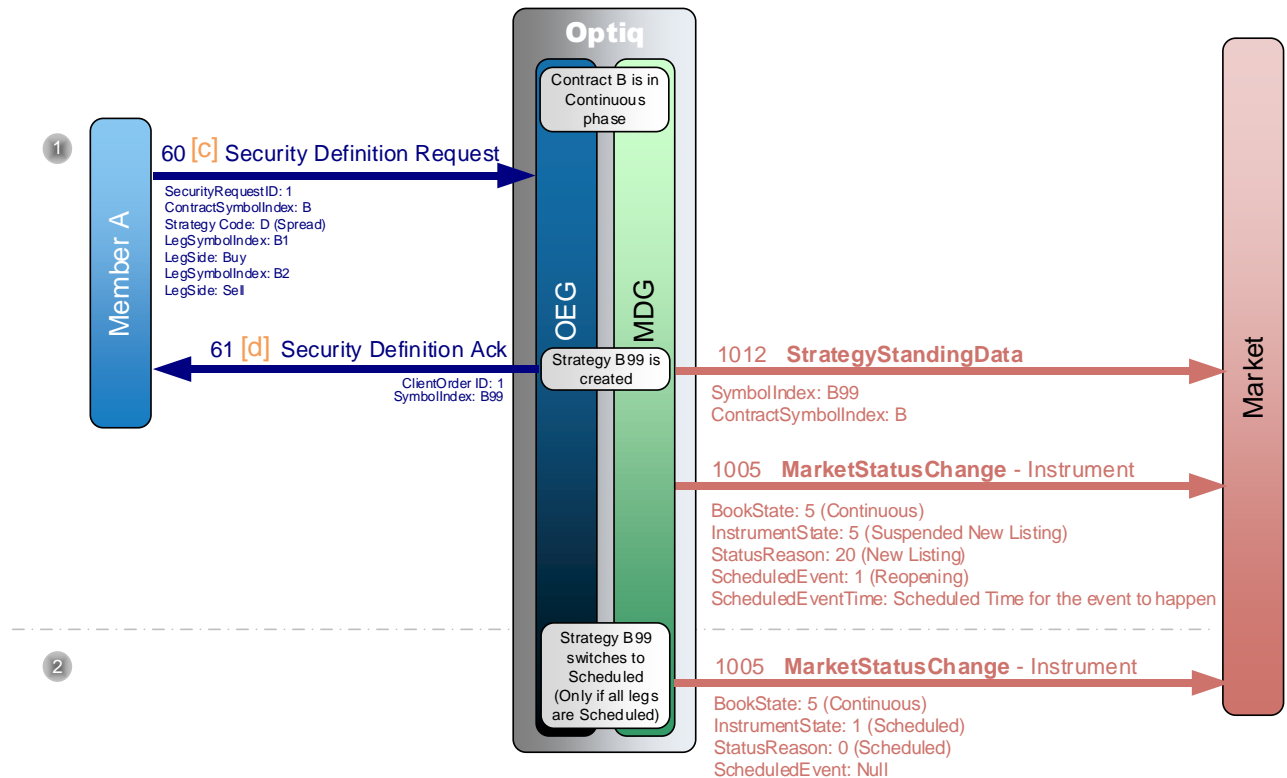 Optiq
Contract B is in
Continuous
phase
1
Member A
60 [c] Security Definition Request
SecurityRequestID: 1
ContractSymbolIndex: B
Strategy Code: D (Spread)
LegSymbolIndex: B1
LegSide: Buy
LegSymbolIndex: B2
LegSide: Sell
OEG
MDG
Market
61 [d] Security Definition Ack
ClientOrder ID: 1
SymbolIndex: B99
Strategy B99 is
created
1012 StrategyStandingData
SymbolIndex: B99
ContractSymbolIndex: B
1005 MarketStatusChange - Instrument
BookState: 5 (Continuous)
InstrumentState: 5 (Suspended New Listing)
StatusReason: 20 (New Listing)
ScheduledEvent: 1 (Reopening)
ScheduledEventTime: Scheduled Time for the event to happen
2
Strategy B99
switches to
Scheduled
(Only if all legs
are Scheduled)
1005 MarketStatusChange - Instrument
BookState: 5 (Continuous)
InstrumentState: 1 (Scheduled)
StatusReason: 0 (Scheduled)
ScheduledEvent: Null